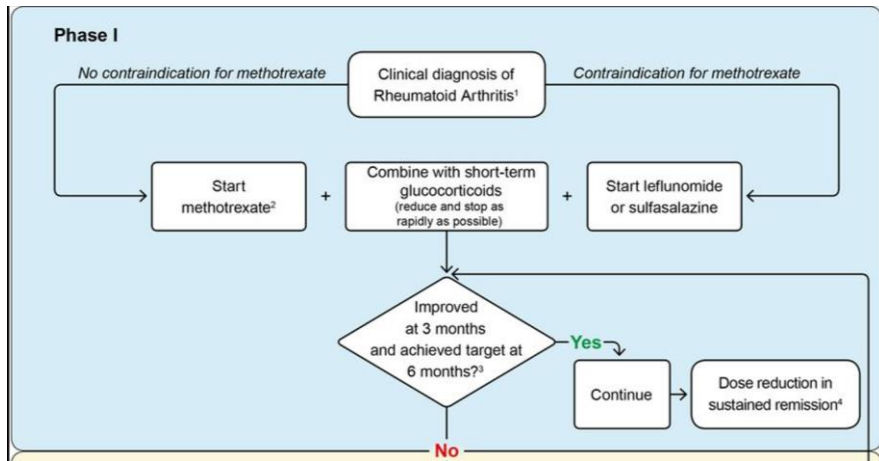 Phase I
No contraindication for methotrexate
Clinical diagnosis of
Rheumatoid Arthritis¹
Contraindication for methotrexate
Start
methotrexate²
+
Combine with short-term
glucocorticoids
(reduce and stop as
rapidly as possible)
+
Start leflunomide
or sulfasalazine
Improved
at 3 months
and achieved target at
6 months?³
Yes
Continue
Dose reduction in
sustained remission⁴
No